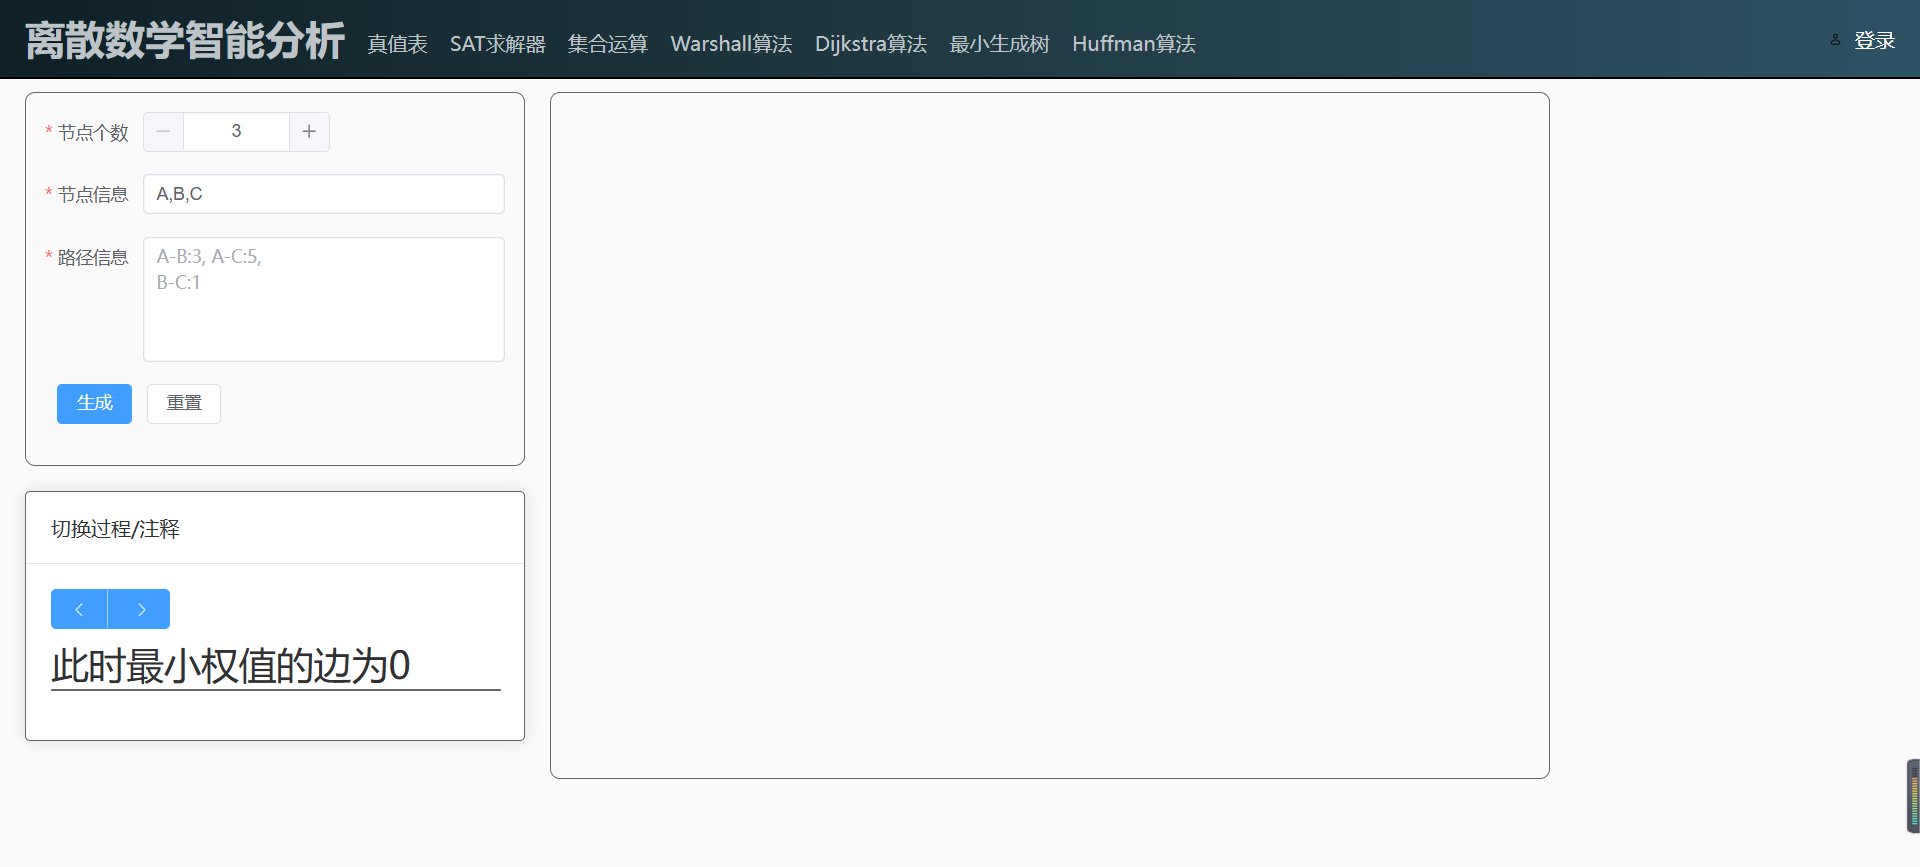 离散数学智能分析 真值表 SAT求解器 集合运算 Warshall算法 Dijkstra算法 最小生成树 Huffman算法 登录
* 节点个数 3
* 节点信息 A,B,C
* 路径信息 A-B:3, A-C:5,
B-C:1
生成 重置
切换过程/注释
此时最小权值的边为0